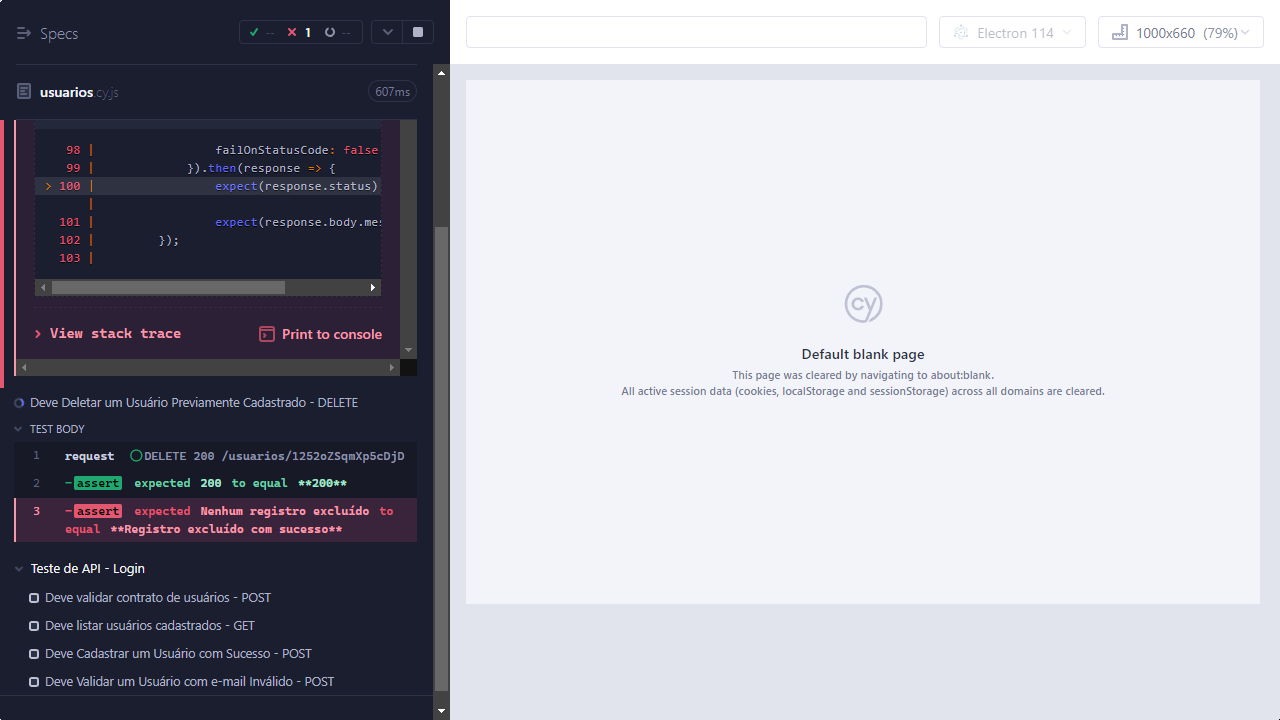 Specs
-- 1 --
Electron 114
1000x660 (79%)
usuarios.cy.js
607ms
98 | failOnStatusCode: false
99 | }).then(response => {
> 100 | expect(response.status)
|
101 | expect(response.body.mes
102 | });
103 |
View stack trace
Print to console
Deve Deletar um Usuário Previamente Cadastrado - DELETE
TEST BODY
1 request DELETE 200 /usuarios/1252oZSqmXp5cDjD
2 -assert expected 200 to equal **200**
3 -assert expected Nenhum registro excluído to
equal **Registro excluído com sucesso**
Teste de API - Login
Deve validar contrato de usuários - POST
Deve listar usuários cadastrados - GET
Deve Cadastrar um Usuário com Sucesso - POST
Deve Validar um Usuário com e-mail Inválido - POST
cy
Default blank page
This page was cleared by navigating to about:blank.
All active session data (cookies, localStorage and sessionStorage) across all domains are cleared.